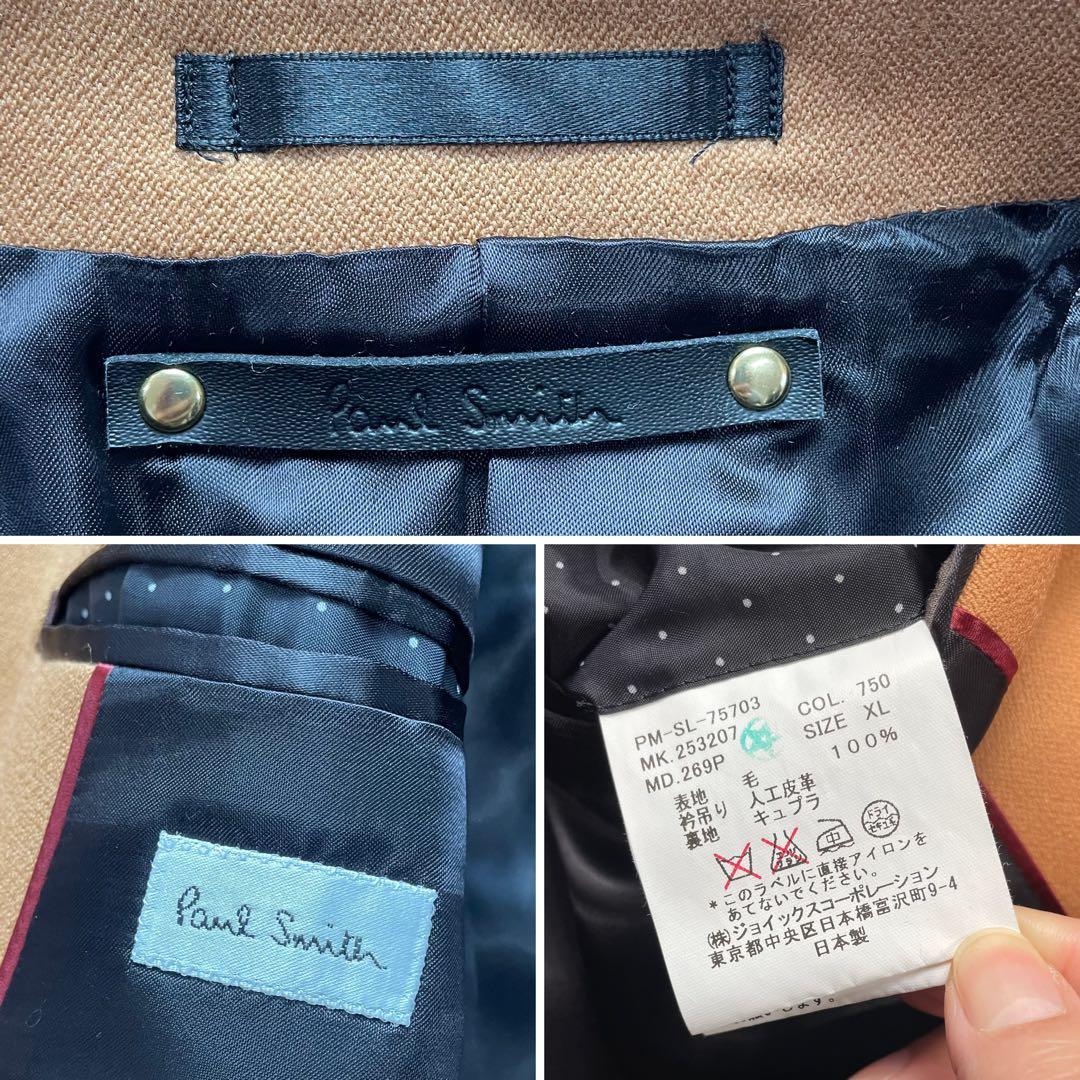 Paul Smith
Paul Smith
PM-SL-75703 COL. 750
MK.253207 SIZE XL
MD.269P
表地 毛 100%
衿吊り 人工皮革
裏地 キュプラ
中 ドライ セキユ系
*このラベルに直接アイロンを
あてないでください。
(株)ジョイックスコーポレーション
東京都中央区日本橋富沢町9-4
日本製
ます。